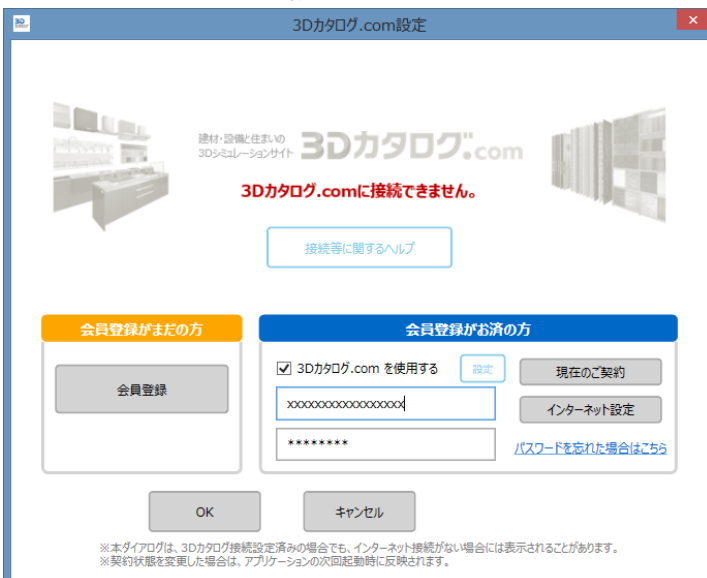 3Dカタログ.com設定
建材・設備と住まいの
3Dシミュレーションサイト
3Dカタログ.com
3Dカタログ.comに接続できません。
接続等に関するヘルプ
会員登録がまだの方
会員登録
会員登録がお済の方
3Dカタログ.com を使用する
設定
現在のご契約
xxxxxxxxxxxxxxxxx
インターネット設定
********
パスワードを忘れた場合はこちら
OK
キャンセル
※本ダイアログは、3Dカタログ接続設定済みの場合でも、インターネット接続がない場合には表示されることがあります。
※契約状態を変更した場合は、アプリケーションの次回起動時に反映されます。